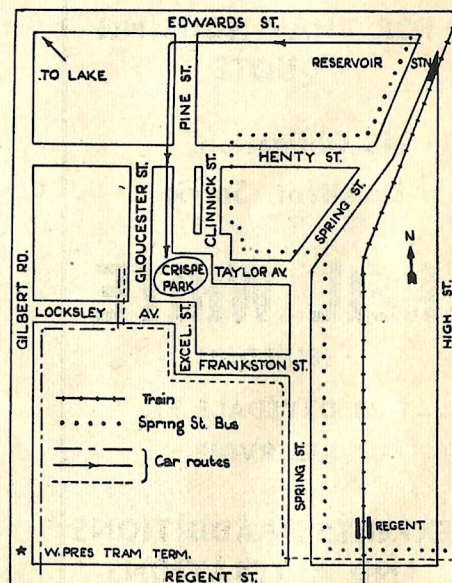 EDWARDS ST.
TO LAKE
PINE ST.
RESERVOIR
STN
HENTY ST.
GLOUCESTER ST.
CLINNICK ST.
SPRING ST.
N
GILBERT RD.
CRISPE
PARK
TAYLOR AV.
HIGH ST.
LOCKSLEY AV.
EXCEL. ST.
FRANKSTON ST.
Train
Spring St. Bus
Car routes
SPRING ST.
REGENT
* W. PRES TRAM TERM.
REGENT ST.